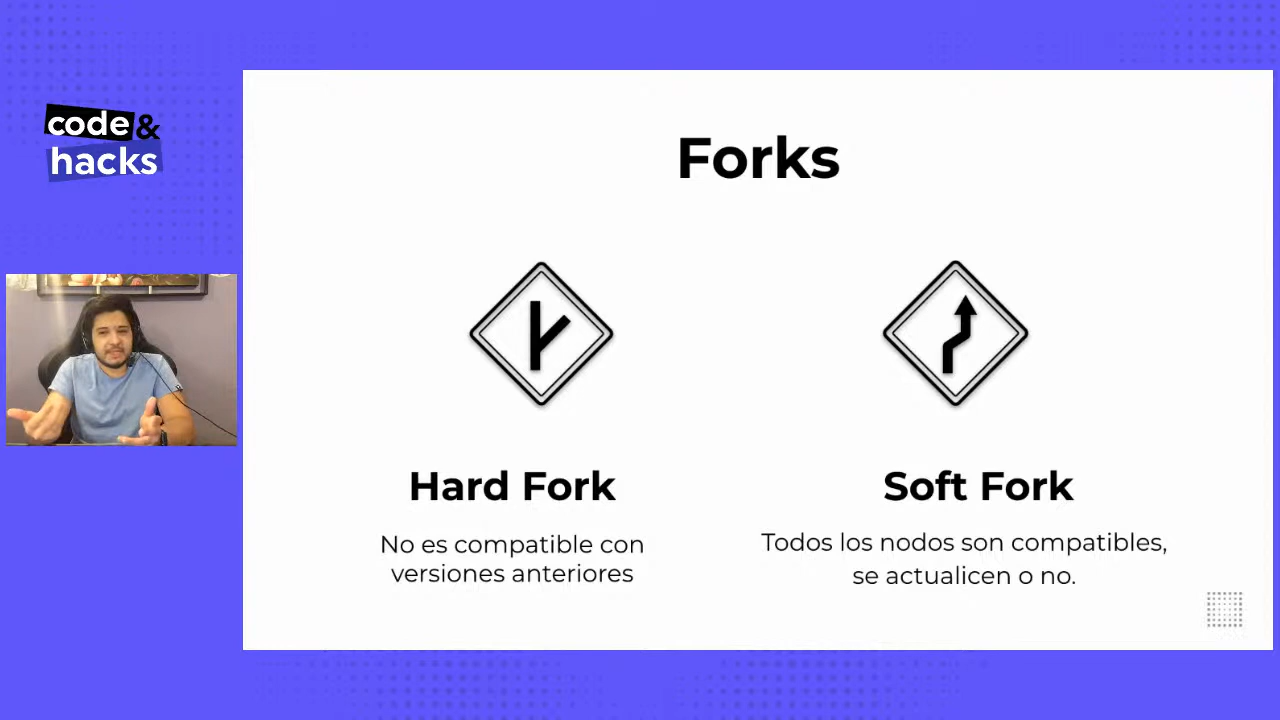 code&
hacks
Forks
Hard Fork
No es compatible con
versiones anteriores
Soft Fork
Todos los nodos son compatibles,
se actualicen o no.